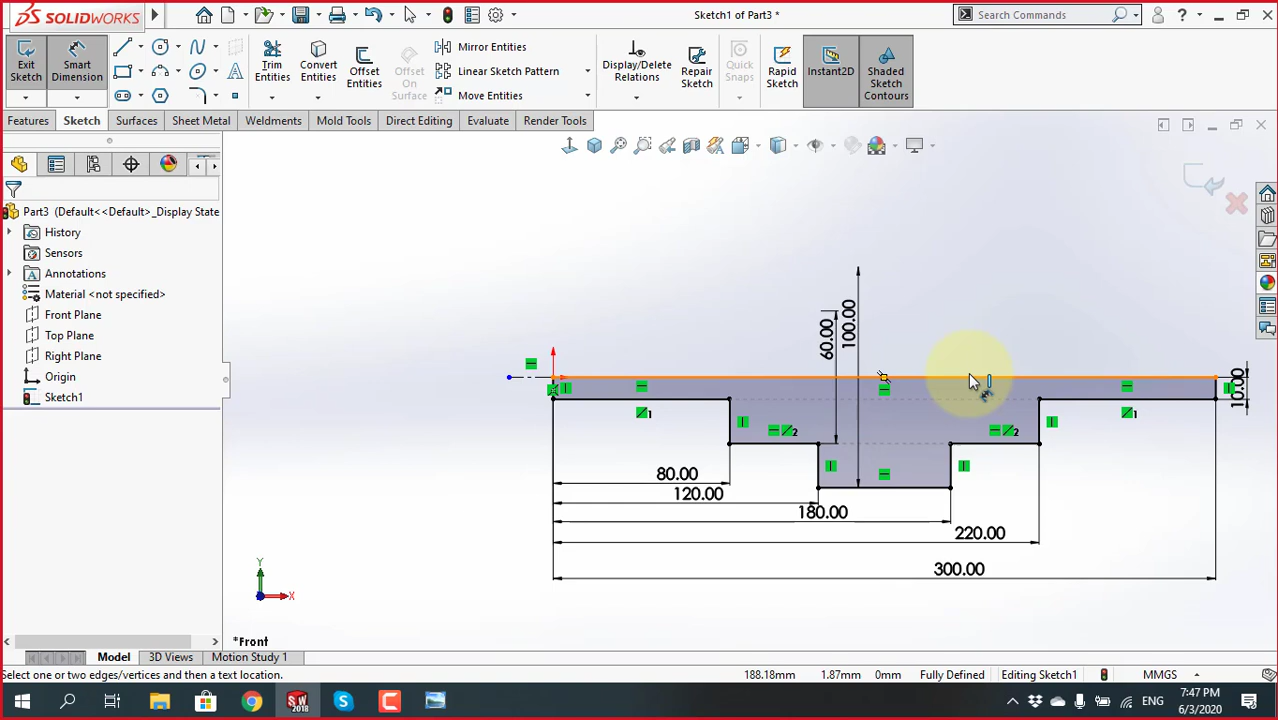 SOLIDWORKS
Sketch1 of Part3 *
Search Commands
Exit Sketch
Smart Dimension
Trim Entities
Convert Entities
Offset Entities
Offset On Surface
Mirror Entities
Linear Sketch Pattern
Move Entities
Display/Delete Relations
Repair Sketch
Quick Snaps
Rapid Sketch
Instant2D
Shaded Sketch Contours
Features
Sketch
Surfaces
Sheet Metal
Weldments
Mold Tools
Direct Editing
Evaluate
Render Tools
Part3 (Default<<Default>_Display State
History
Sensors
Annotations
Material <not specified>
Front Plane
Top Plane
Right Plane
Origin
Sketch1
60.00
100.00
10.00
1
2
2
1
80.00
120.00
180.00
220.00
300.00
Y
X
*Front
Model
3D Views
Motion Study 1
Select one or two edges/vertices and then a text location.
188.18mm
1.87mm
0mm
Fully Defined
Editing Sketch1
MMGS
SW
2018
ENG
7:47 PM
6/3/2020